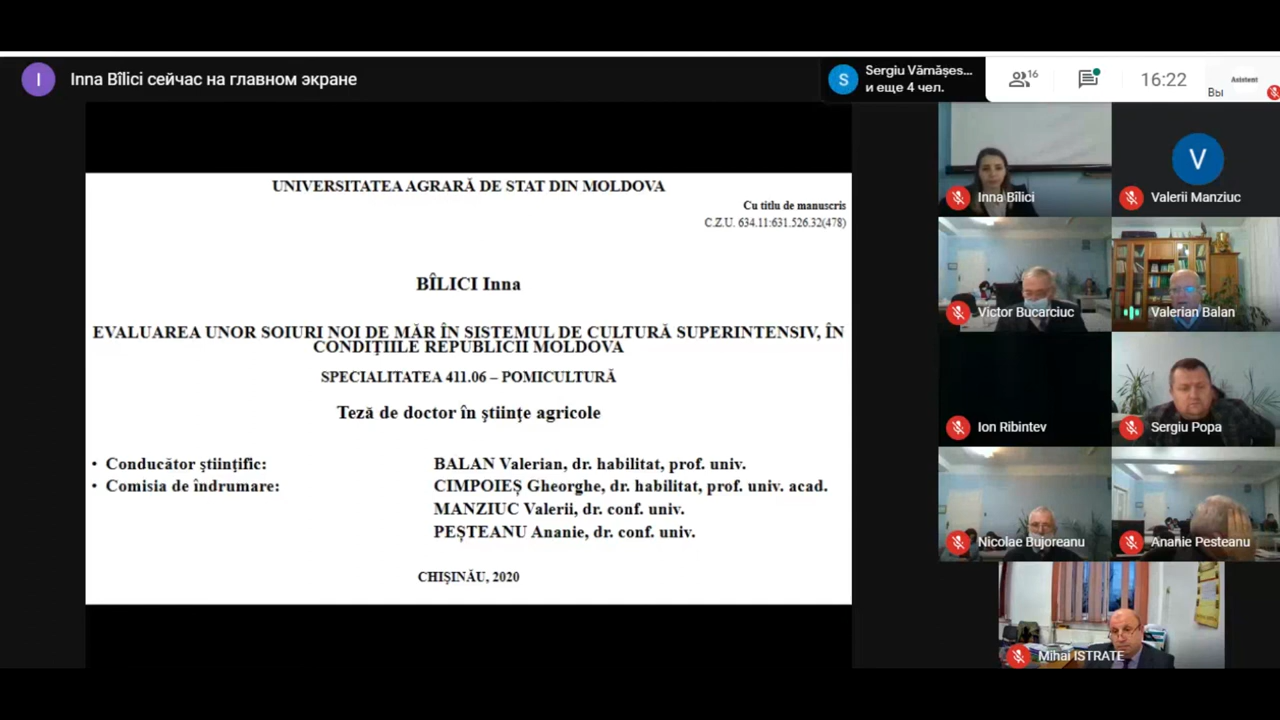 I
Inna Bîlici сейчас на главном экране
S
Sergiu Vămășes...
и еще 4 чел.
16
16:22
Asistent
Вы
UNIVERSITATEA AGRARĂ DE STAT DIN MOLDOVA
Cu titlu de manuscris
C.Z.U. 634.11:631.526.32(478)
BÎLICI Inna
EVALUAREA UNOR SOIURI NOI DE MĂR ÎN SISTEMUL DE CULTURĂ SUPERINTENSIV, ÎN
CONDIȚIILE REPUBLICII MOLDOVA
SPECIALITATEA 411.06 – POMICULTURĂ
Teză de doctor în științe agricole
• Conducător ştiinţific: BALAN Valerian, dr. habilitat, prof. univ.
• Comisia de îndrumare: CIMPOIEȘ Gheorghe, dr. habilitat, prof. univ. acad.
MANZIUC Valerii, dr. conf. univ.
PEȘTEANU Ananie, dr. conf. univ.
CHIȘINĂU, 2020
Inna Bîlici
V
Valerii Manziuc
Victor Bucarciuc
Valerian Balan
Ion Ribintev
Sergiu Popa
Nicolae Bujoreanu
Ananie Pesteanu
Mihai ISTRATE